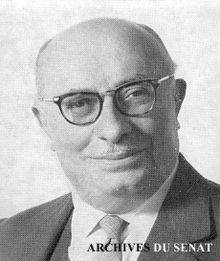 ARCHIVES DU SENAT